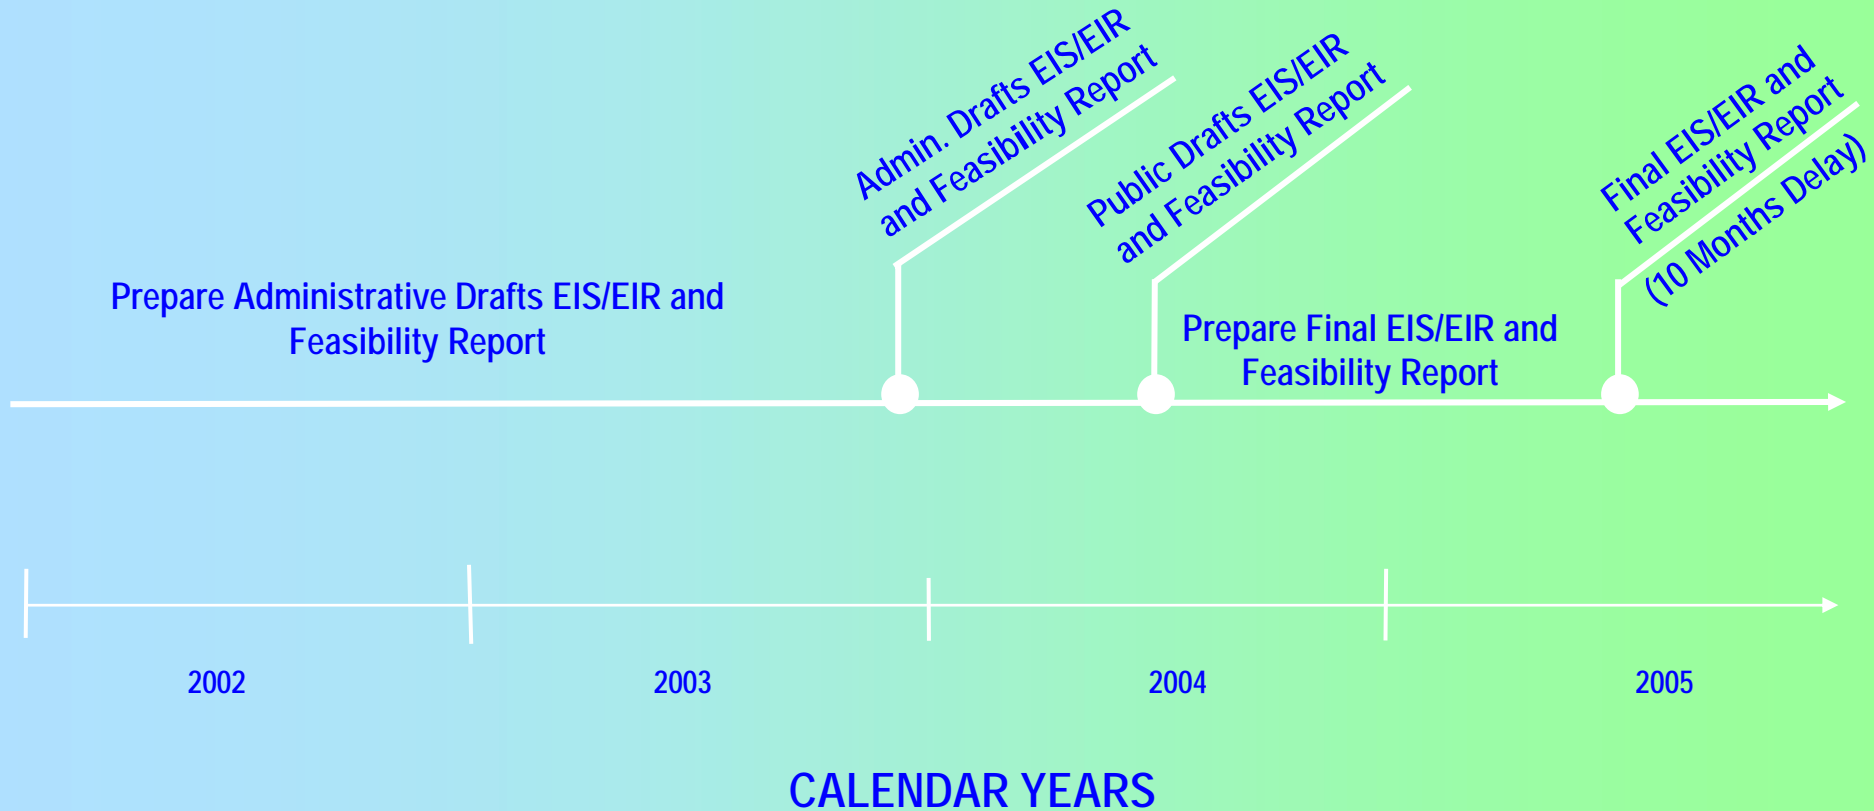 Admin. Drafts EIS/EIR
and Feasibility Report
Public Drafts EIS/EIR
and Feasibility Report
Final EIS/EIR and
Feasibility Report
(10 Months Delay)
Prepare Administrative Drafts EIS/EIR and
Feasibility Report
Prepare Final EIS/EIR and
Feasibility Report
2002
2003
2004
2005
CALENDAR YEARS